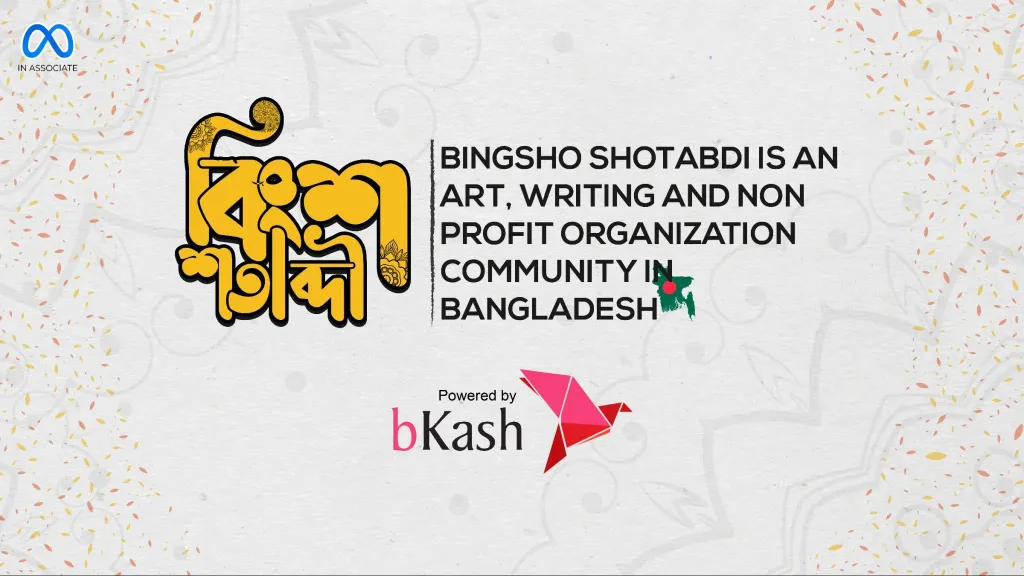 IN ASSOCIATE
বিংশ
শতাব্দী
BINGSHO SHOTABDI IS AN
ART, WRITING AND NON
PROFIT ORGANIZATION
COMMUNITY IN
BANGLADESH
Powered by
bKash